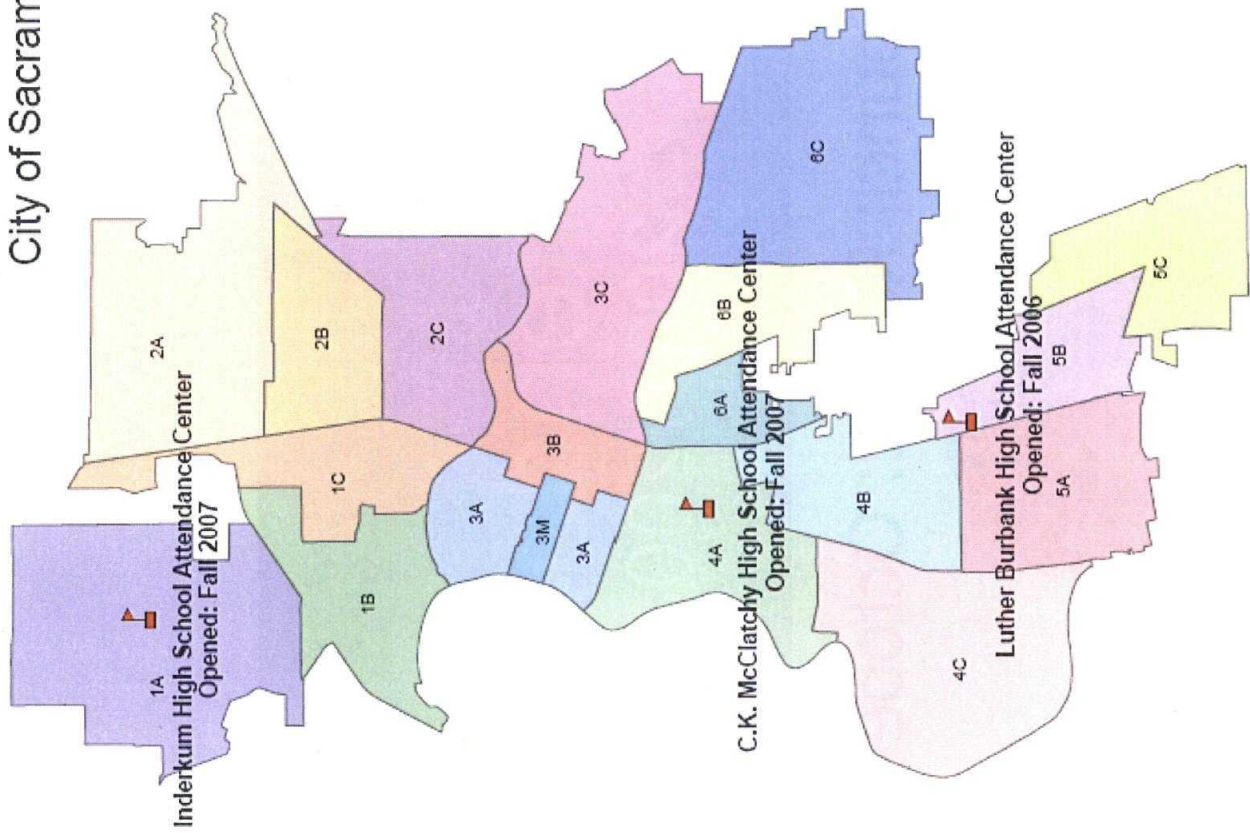 City of Sacram
2A
2B
2C
1A
Inderkum High School Attendance Center
Opened: Fall 2007
1C
1B
3A
3M
3A
3B
3C
6C
6B
6A
4A
C.K. McClatchy High School Attendance Center
Opened: Fall 2007
4B
4C
Luther Burbank High School Attendance Center
Opened: Fall 2006
5A
5B
5C